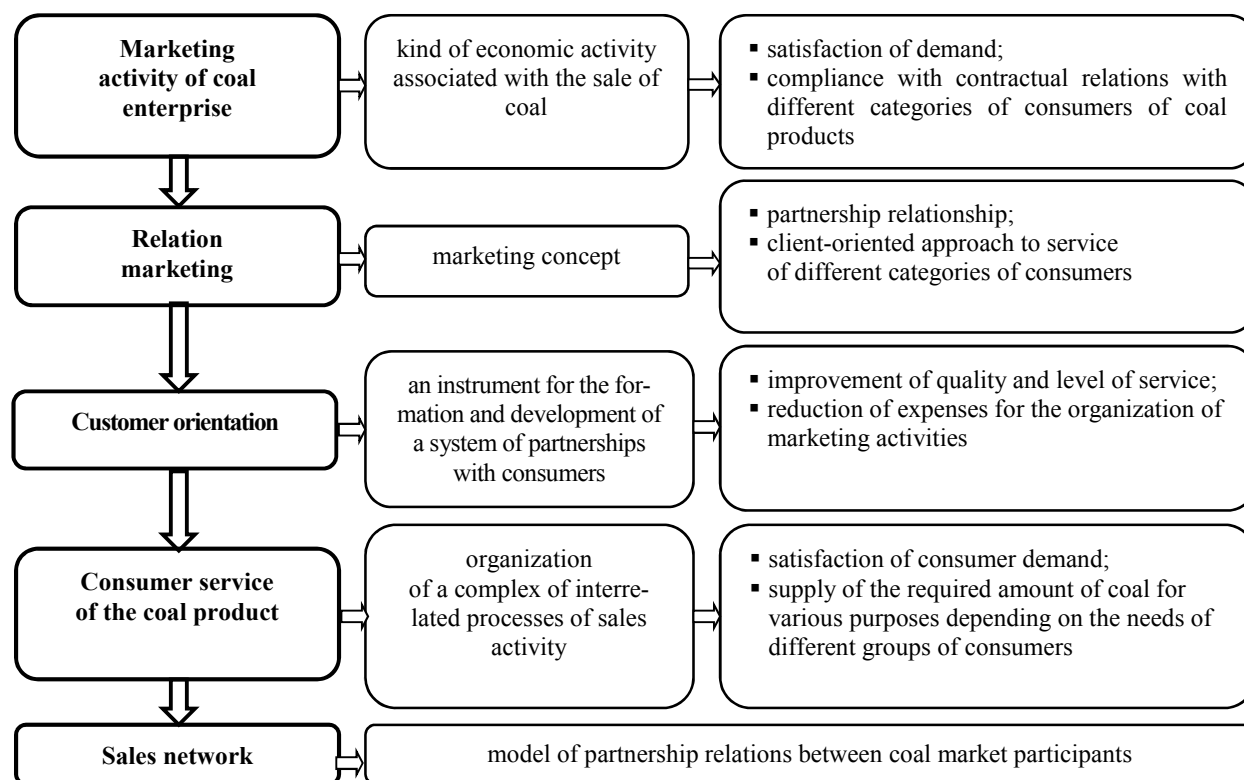 Marketing
activity of coal
enterprise
kind of economic activity
associated with the sale of
coal
▪ satisfaction of demand;
▪ compliance with contractual relations with
different categories of consumers of coal
products
Relation
marketing
marketing concept
▪ partnership relationship;
▪ client-oriented approach to service
of different categories of consumers
Customer orientation
an instrument for the for-
mation and development of
a system of partnerships
with consumers
▪ improvement of quality and level of service;
▪ reduction of expenses for the organization of
marketing activities
Consumer service
of the coal product
organization
of a complex of interre-
lated processes of sales
activity
▪ satisfaction of consumer demand;
▪ supply of the required amount of coal for
various purposes depending on the needs of
different groups of consumers
Sales network
model of partnership relations between coal market participants